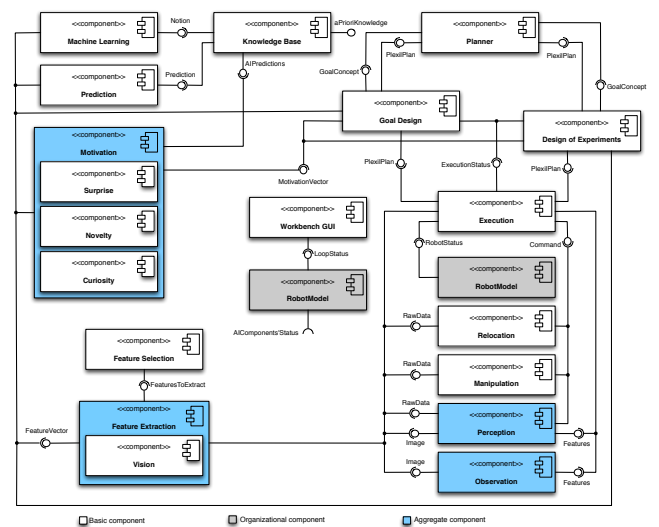 <<component>>
Machine Learning
Notion
<<component>>
Knowledge Base
aPrioriKnowledge
<<component>>
Planner
<<component>>
Prediction
Prediction
AIPredictions
GoalConcept
PlexilPlan
PlexilPlan
GoalConcept
<<component>>
Goal Design
<<component>>
Design of Experiments
<<component>>
Motivation
<<component>>
Surprise
<<component>>
Novelty
<<component>>
Curiosity
MotivationVector
PlexilPlan
ExecutionStatus
PlexilPlan
<<component>>
Workbench GUI
LoopStatus
<<component>>
RobotModel
AIComponents'Status
<<component>>
Execution
RobotStatus
Command
<<component>>
RobotModel
RawData
<<component>>
Relocation
RawData
<<component>>
Manipulation
<<component>>
Feature Selection
FeaturesToExtract
FeatureVector
<<component>>
Feature Extraction
<<component>>
Vision
RawData
Image
<<component>>
Perception
Features
Image
<<component>>
Observation
Features
Basic component
Organizational component
Aggregate component